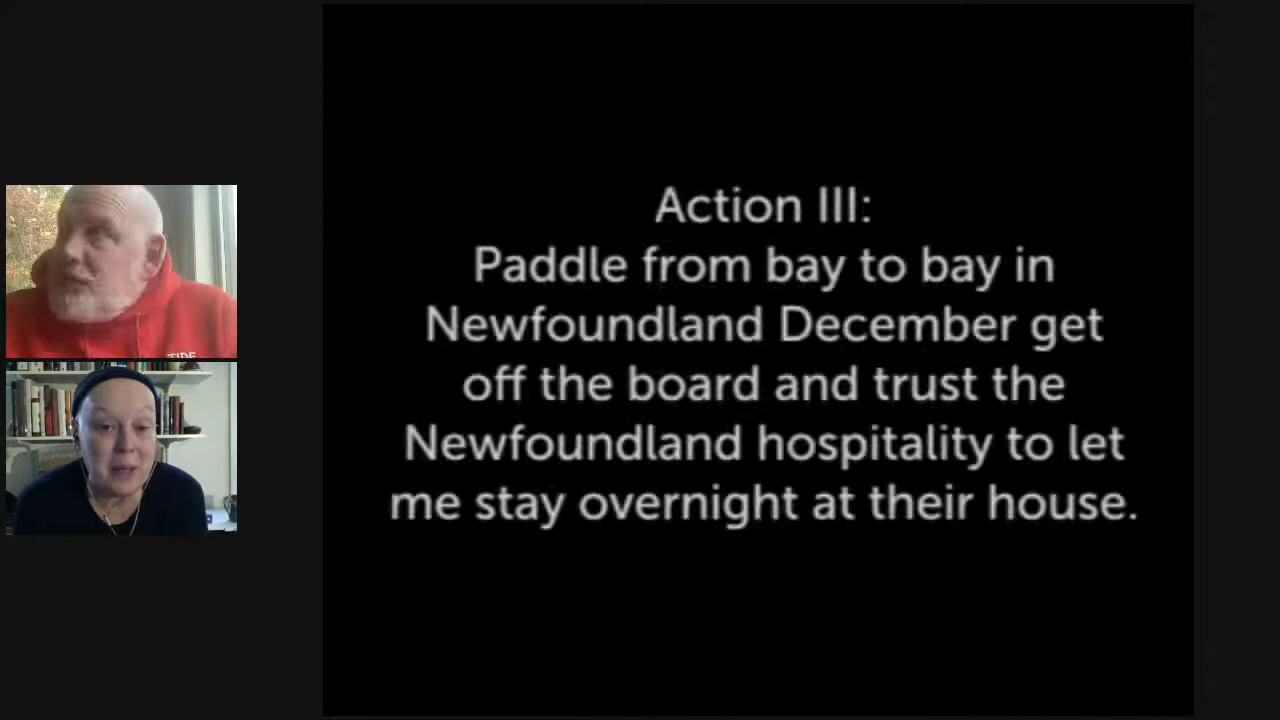 Action III:
Paddle from bay to bay in
Newfoundland December get
off the board and trust the
Newfoundland hospitality to let
me stay overnight at their house.
TIDE